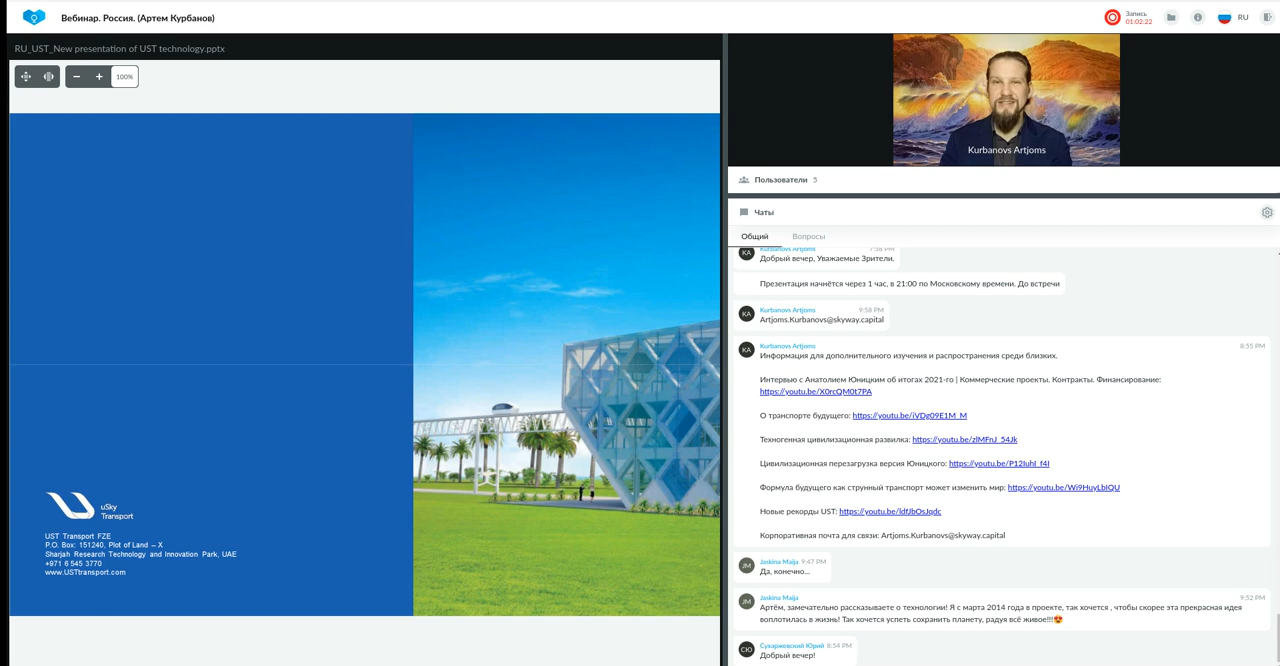 Вебинар. Россия. (Артем Курбанов)
Запись
01:02:22
RU
RU_UST_New presentation of UST technology.pptx
100%
Kurbanovs Artjoms
Пользователи 5
Чаты
Общий Вопросы
KA
Kurbanovs Artjoms 7:58 PM
Добрый вечер, Уважаемые Зрители.
Презентация начнётся через 1 час, в 21:00 по Московскому времени. До встречи
KA
Kurbanovs Artjoms 9:58 PM
Artjoms.Kurbanovs@skyway.capital
KA
Kurbanovs Artjoms 8:55 PM
Информация для дополнительного изучения и распространения среди близких.
Интервью с Анатолием Юницким об итогах 2021-го | Коммерческие проекты. Контракты. Финансирование:
https://youtu.be/X0rcQM0t7PA
О транспорте будущего: https://youtu.be/iVDg09E1M_M
Техногенная цивилизационная развилка: https://youtu.be/zlMFnJ_54Jk
Цивилизационная перезагрузка версия Юницкого: https://youtu.be/P12IuhI_f4I
Формула будущего как струнный транспорт может изменить мир: https://youtu.be/Wi9HuyLbIQU
Новые рекорды UST: https://youtu.be/ldfJbOsJqdc
Корпоративная почта для связи: Artjoms.Kurbanovs@skyway.capital
JM
Jaskina Maija 9:47 PM
Да, конечно...
JM
Jaskina Maija 9:52 PM
Артём, замечательно рассказываете о технологии! Я с марта 2014 года в проекте, так хочется , чтобы скорее эта прекрасная идея
воплотилась в жизнь! Так хочется успеть сохранить планету, радуя всё живое!!!😍
СЮ
Сухаржевский Юрий 8:54 PM
Добрый вечер!
uSky
Transport
UST Transport FZE
P.O. Box: 151240, Plot of Land – X
Sharjah Research Technology and Innovation Park, UAE
+971 6 545 3770
www.USTtransport.com